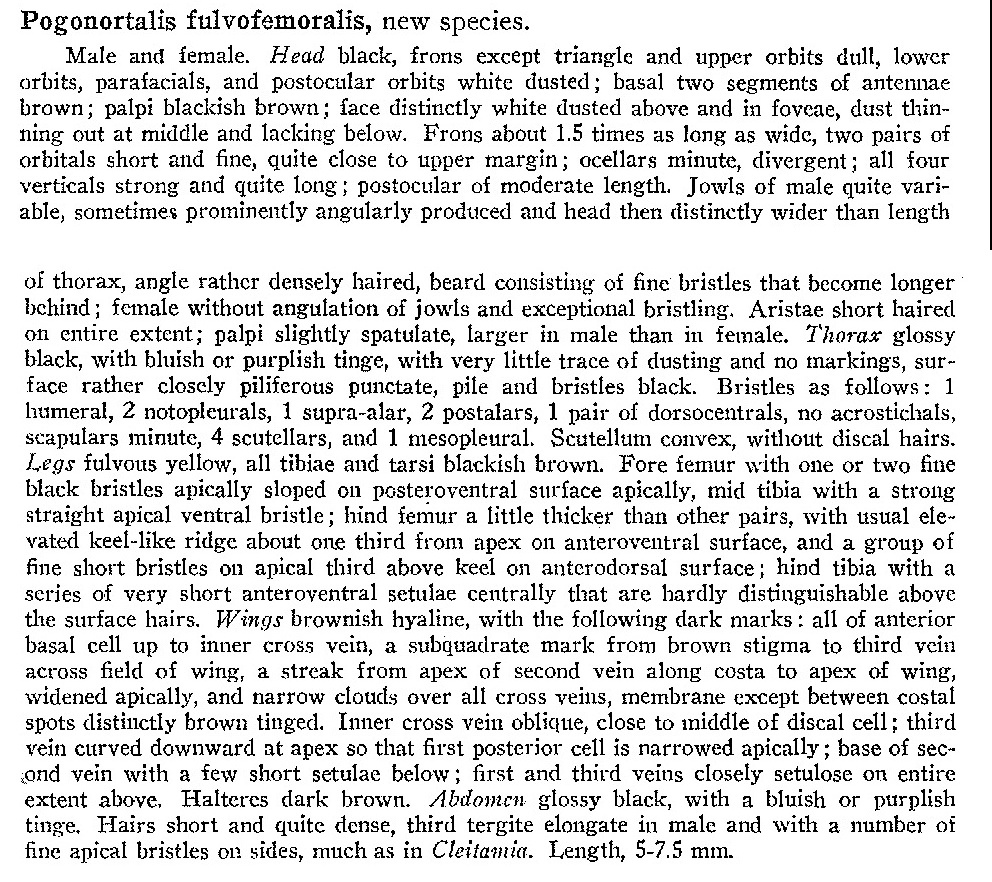 Pogonortalis fulvofemoralis, new species.
Male and female. Head black, frons except triangle and upper orbits dull, lower
orbits, parafacials, and postocular orbits white dusted; basal two segments of antennae
brown; palpi blackish brown; face distinctly white dusted above and in foveae, dust thin-
ning out at middle and lacking below. Frons about 1.5 times as long as wide, two pairs of
orbitals short and fine, quite close to upper margin; ocellars minute, divergent; all four
verticals strong and quite long; postocular of moderate length. Jowls of male quite vari-
able, sometimes prominently angularly produced and head then distinctly wider than length
of thorax, angle rather densely haired, beard consisting of fine bristles that become longer
behind; female without angulation of jowls and exceptional bristling. Aristae short haired
on entire extent; palpi slightly spatulate, larger in male than in female. Thorax glossy
black, with bluish or purplish tinge, with very little trace of dusting and no markings, sur-
face rather closely piliferous punctate, pile and bristles black. Bristles as follows: 1
humeral, 2 notopleurals, 1 supra-alar, 2 postalars, 1 pair of dorsocentrals, no acrostichals,
scapulars minute, 4 scutellars, and 1 mesopleural. Scutellum convex, without discal hairs.
Legs fulvous yellow, all tibiae and tarsi blackish brown. Fore femur with one or two fine
black bristles apically sloped on posteroventral surface apically, mid tibia with a strong
straight apical ventral bristle; hind femur a little thicker than other pairs, with usual ele-
vated keel-like ridge about one third from apex on anteroventral surface, and a group of
fine short bristles on apical third above keel on anterodorsal surface; hind tibia with a
series of very short anteroventral setulae centrally that are hardly distinguishable above
the surface hairs. Wings brownish hyaline, with the following dark marks: all of anterior
basal cell up to inner cross vein, a subquadrate mark from brown stigma to third vein
across field of wing, a streak from apex of second vein along costa to apex of wing,
widened apically, and narrow clouds over all cross veins, membrane except between costal
spots distinctly brown tinged. Inner cross vein oblique, close to middle of discal cell; third
vein curved downward at apex so that first posterior cell is narrowed apically; base of sec-
ond vein with a few short setulae below; first and third veins closely setulose on entire
extent above. Halteres dark brown. Abdomen glossy black, with a bluish or purplish
tinge. Hairs short and quite dense, third tergite elongate in male and with a number of
fine apical bristles on sides, much as in Cleitamia. Length, 5-7.5 mm.